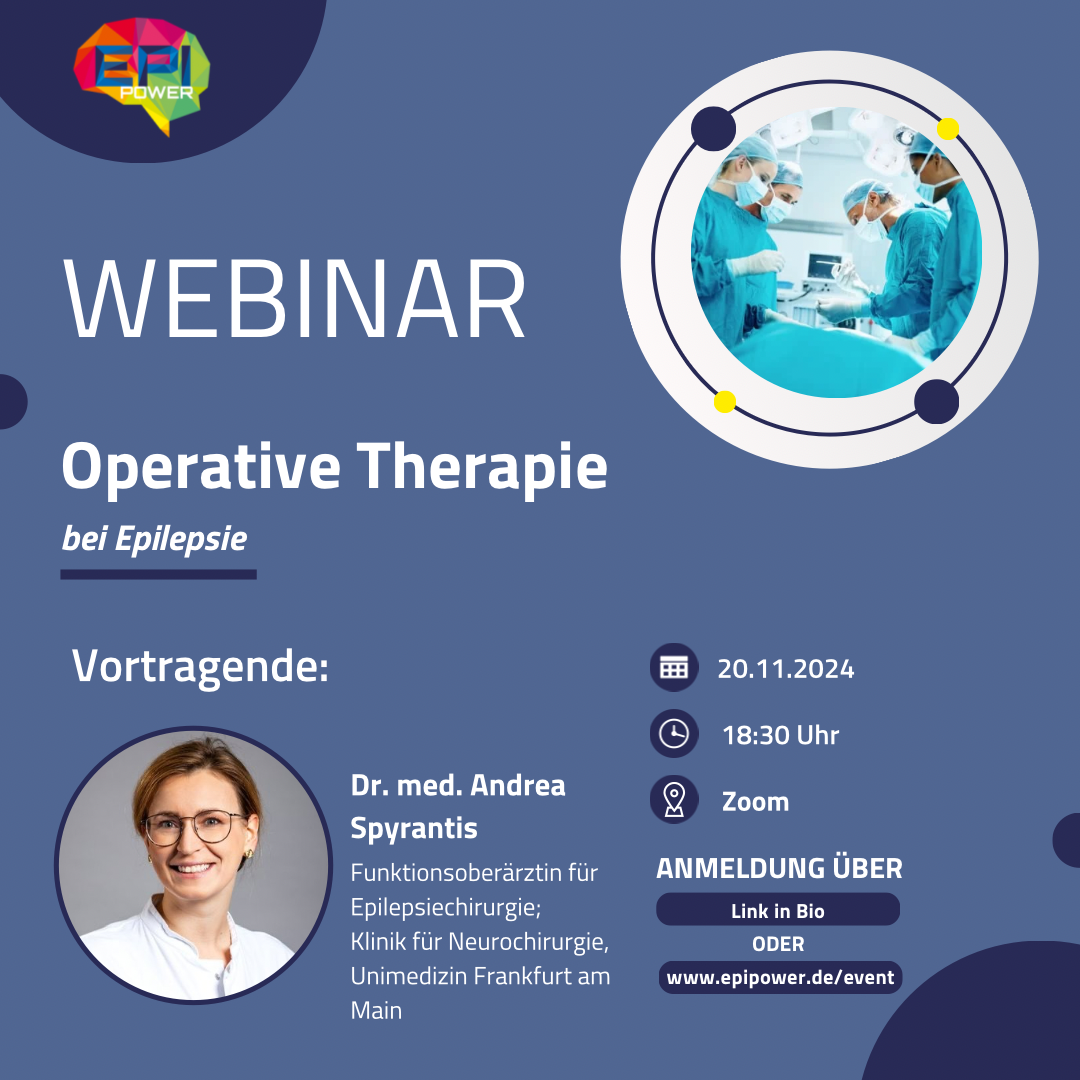 EPI
POWER
WEBINAR
Operative Therapie
bei Epilepsie
Vortragende:
Dr. med. Andrea
Spyrantis
Funktionsoberärztin für
Epilepsiechirurgie;
Klinik für Neurochirurgie,
Unimedizin Frankfurt am
Main
20.11.2024
18:30 Uhr
Zoom
ANMELDUNG ÜBER
Link in Bio
ODER
www.epipower.de/event